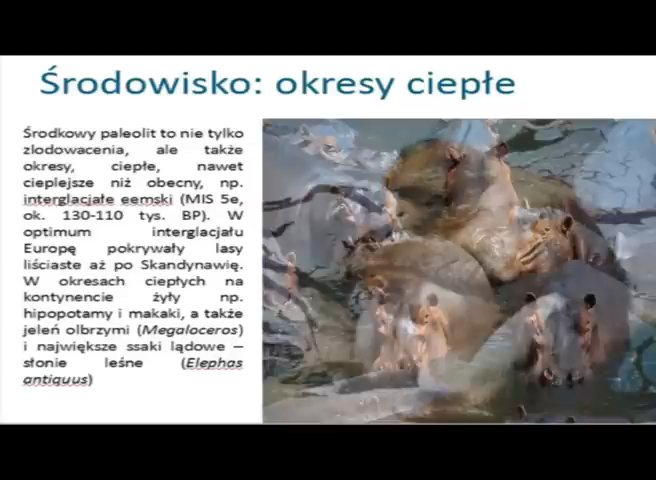 Środowisko: okresy ciepłe
Środkowy paleolit to nie tylko
zlodowacenia, ale także
okresy, ciepłe, nawet
cieplejsze niż obecny, np.
interglacjałe eemski (MIS 5e,
ok. 130-110 tys. BP). W
optimum interglacjału
Europę pokrywały lasy
liściaste aż po Skandynawię.
W okresach ciepłych na
kontynencie żyły np.
hipopotamy i makaki, a także
jeleń olbrzymi (Megaloceros)
i największe ssaki lądowe –
słonie leśne (Elephas
antiquus)